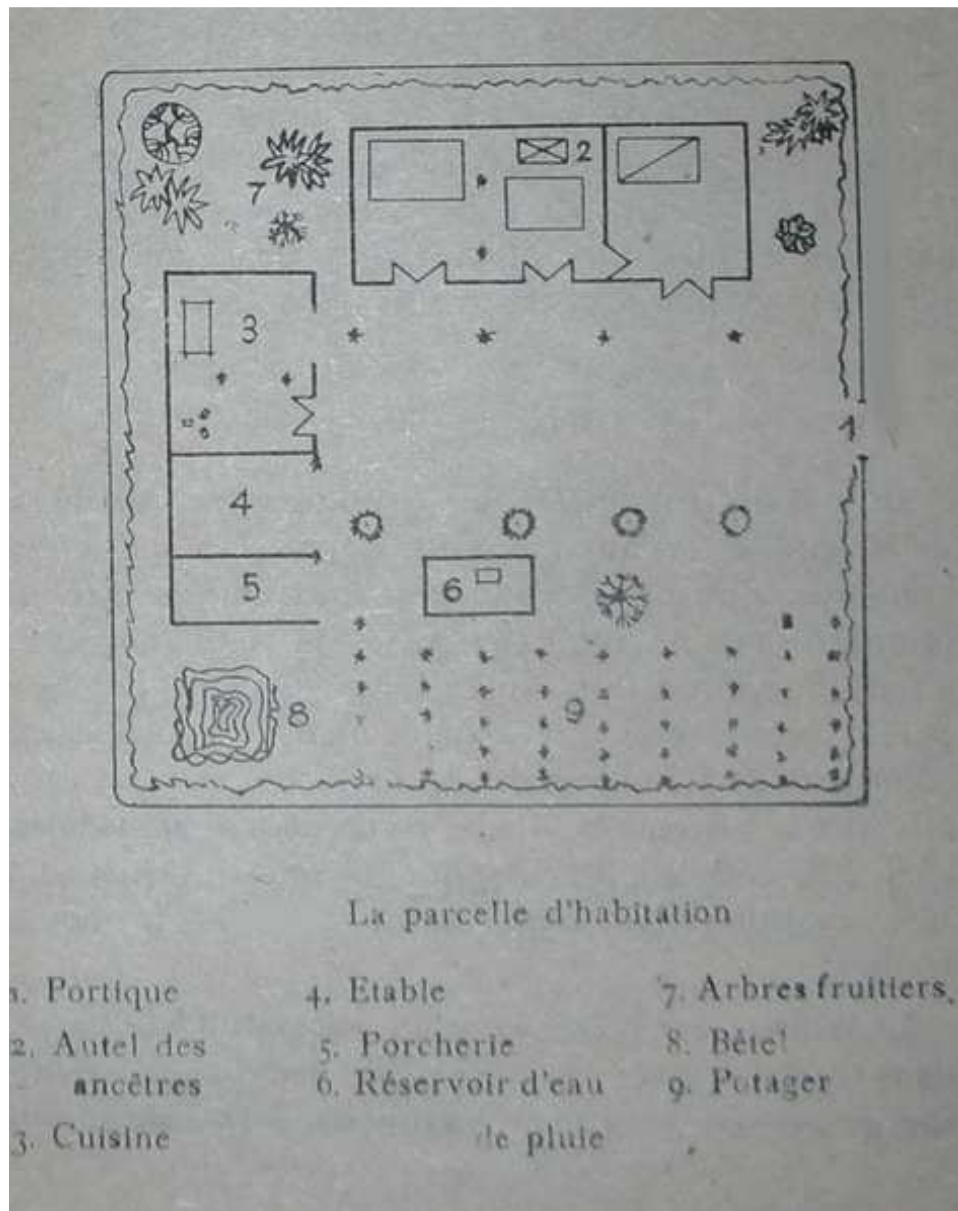 2
7
3
1
4
5
6
8
9
La parcelle d'habitation
1. Portique
2. Autel des
ancêtres
3. Cuisine
4. Etable
5. Porcherie
6. Réservoir d'eau
de pluie
7. Arbres fruitiers
8. Bétel
9. Potager